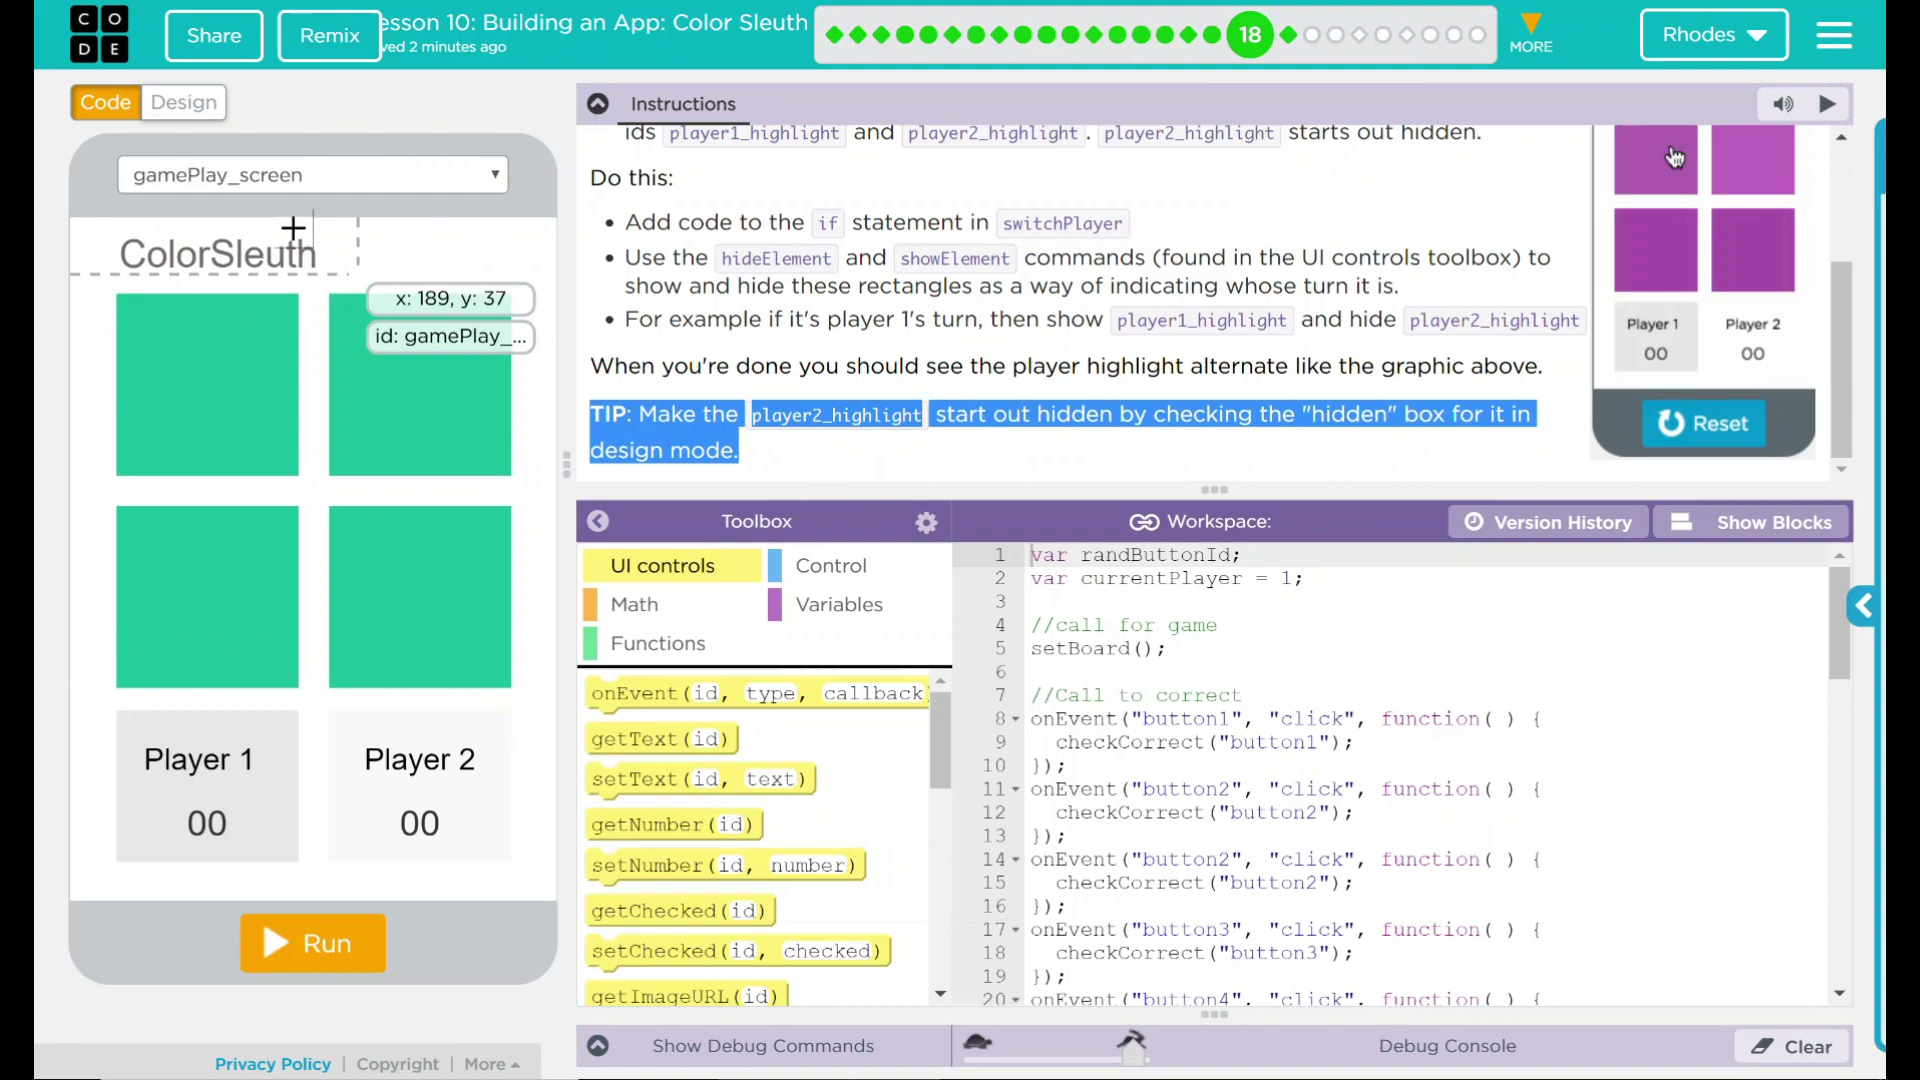 C O
D E
Share
Remix
esson 10: Building an App: Color Sleuth
ved 2 minutes ago
18
MORE
Rhodes
Code
Design
gamePlay_screen
ColorSleuth
x: 189, y: 37
id: gamePlay_...
Player 1
00
Player 2
00
Run
Privacy Policy | Copyright | More
Instructions
ids player1_highlight and player2_highlight. player2_highlight starts out hidden.
Do this:
Add code to the if statement in switchPlayer
Use the hideElement and showElement commands (found in the UI controls toolbox) to
show and hide these rectangles as a way of indicating whose turn it is.
For example if it's player 1's turn, then show player1_highlight and hide player2_highlight
When you're done you should see the player highlight alternate like the graphic above.
TIP: Make the player2_highlight start out hidden by checking the "hidden" box for it in
design mode.
Player 1
00
Player 2
00
Reset
Toolbox
UI controls
Control
Math
Variables
Functions
onEvent(id, type, callback)
getText(id)
setText(id, text)
getNumber(id)
setNumber(id, number)
getChecked(id)
setChecked(id, checked)
getImageURL(id)
Workspace:
Version History
Show Blocks
1 var randButtonId;
2 var currentPlayer = 1;
3
4 //call for game
5 setBoard();
6
7 //Call to correct
8 onEvent("button1", "click", function( ) {
9 checkCorrect("button1");
10 });
11 onEvent("button2", "click", function( ) {
12 checkCorrect("button2");
13 });
14 onEvent("button2", "click", function( ) {
15 checkCorrect("button2");
16 });
17 onEvent("button3", "click", function( ) {
18 checkCorrect("button3");
19 });
20 onEvent("button4", "click", function( ) {
Show Debug Commands
Debug Console
Clear